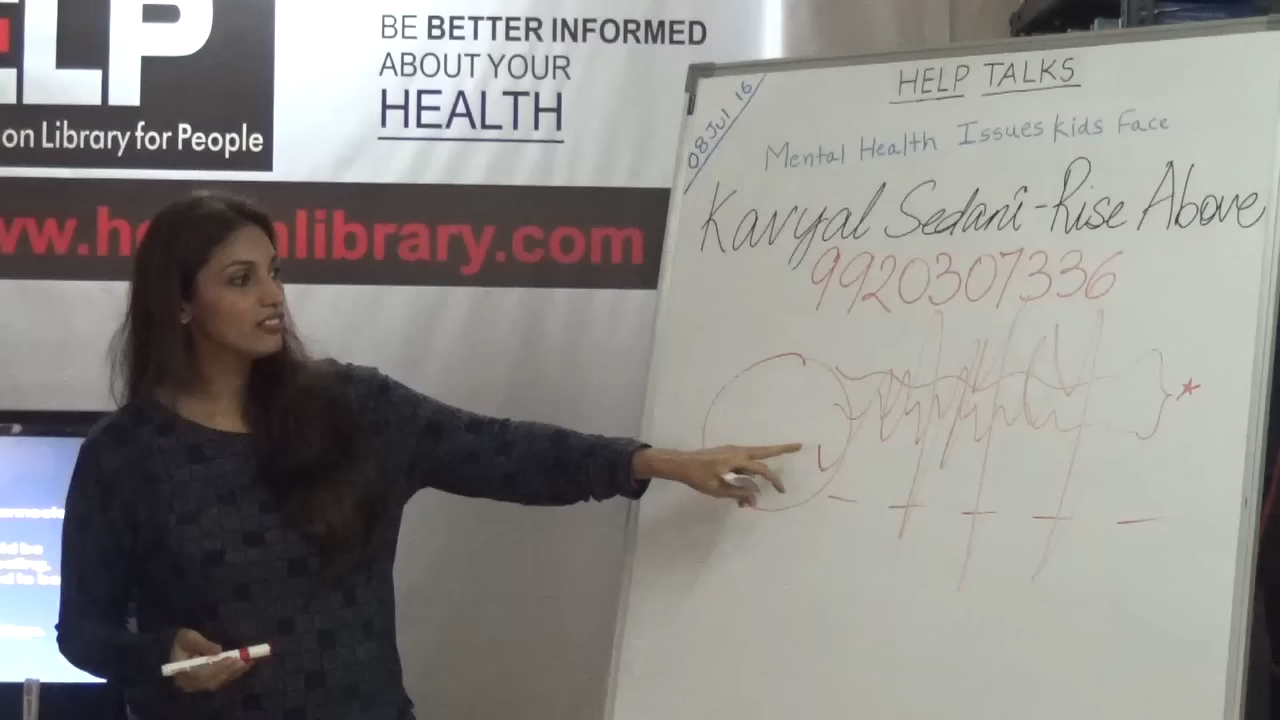 ELP
on Library for People
BE BETTER INFORMED
ABOUT YOUR
HEALTH
library.com
08 Jul 16
HELP TALKS
Mental Health Issues Kids Face
Kavyal Sedani - Rise Above
9920307336